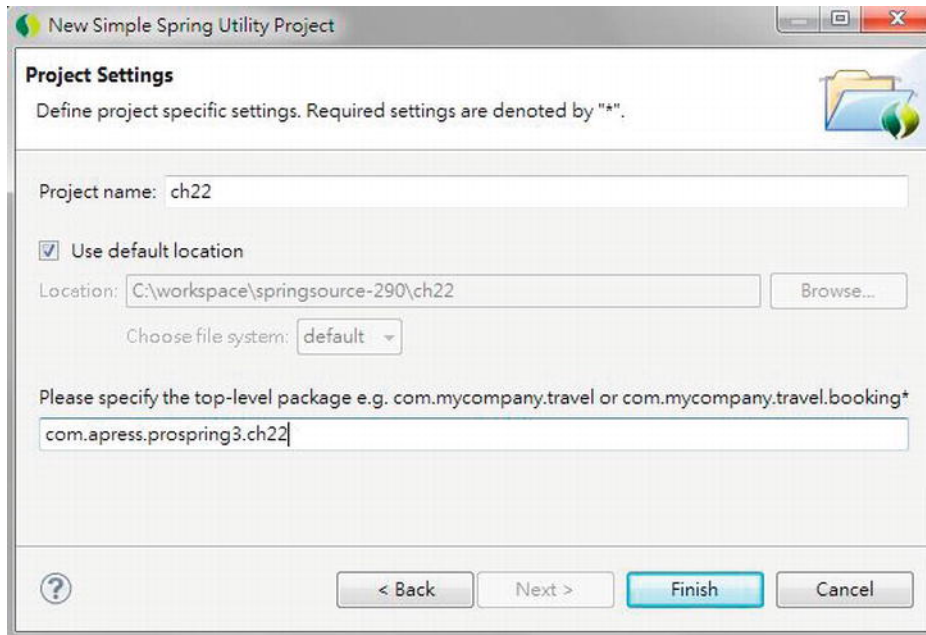 New Simple Spring Utility Project
Project Settings
Define project specific settings. Required settings are denoted by "*".
Project name: ch22
Use default location
Location: C:\workspace\springsource-290\ch22 Browse...
Choose file system: default
Please specify the top-level package e.g. com.mycompany.travel or com.mycompany.travel.booking*
com.apress.prospring3.ch22
? < Back Next > Finish Cancel